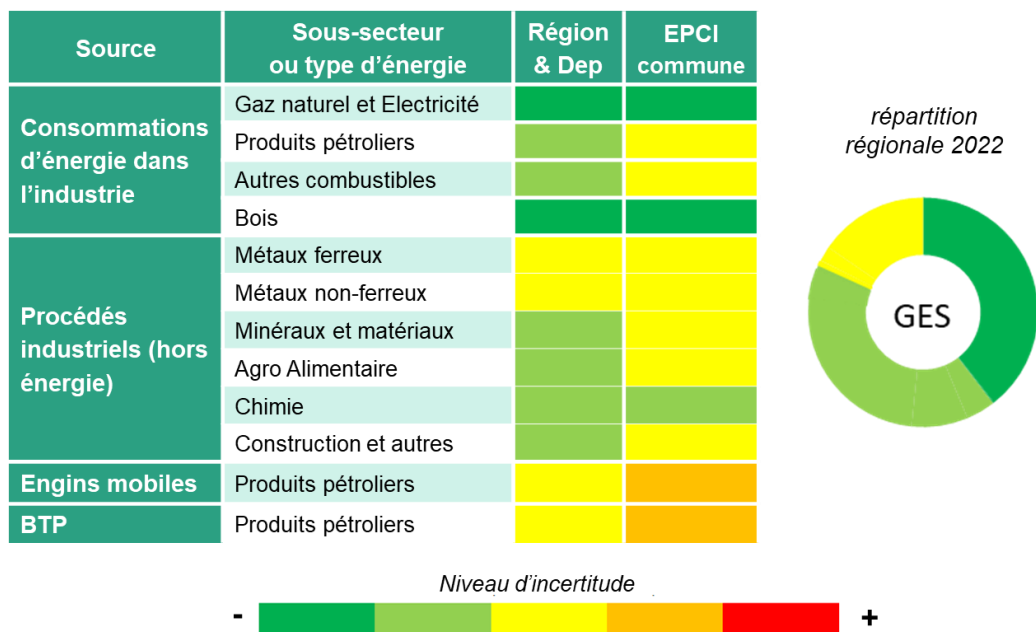 Source
Sous-secteur
ou type d’énergie
Région
& Dep
EPCI
commune
Consommations
d’énergie dans
l’industrie
Gaz naturel et Electricité
Produits pétroliers
Autres combustibles
Bois
Procédés
industriels (hors
énergie)
Métaux ferreux
Métaux non-ferreux
Minéraux et matériaux
Agro Alimentaire
Chimie
Construction et autres
Engins mobiles
Produits pétroliers
BTP
Produits pétroliers
répartition
régionale 2022
GES
Niveau d’incertitude
-
+